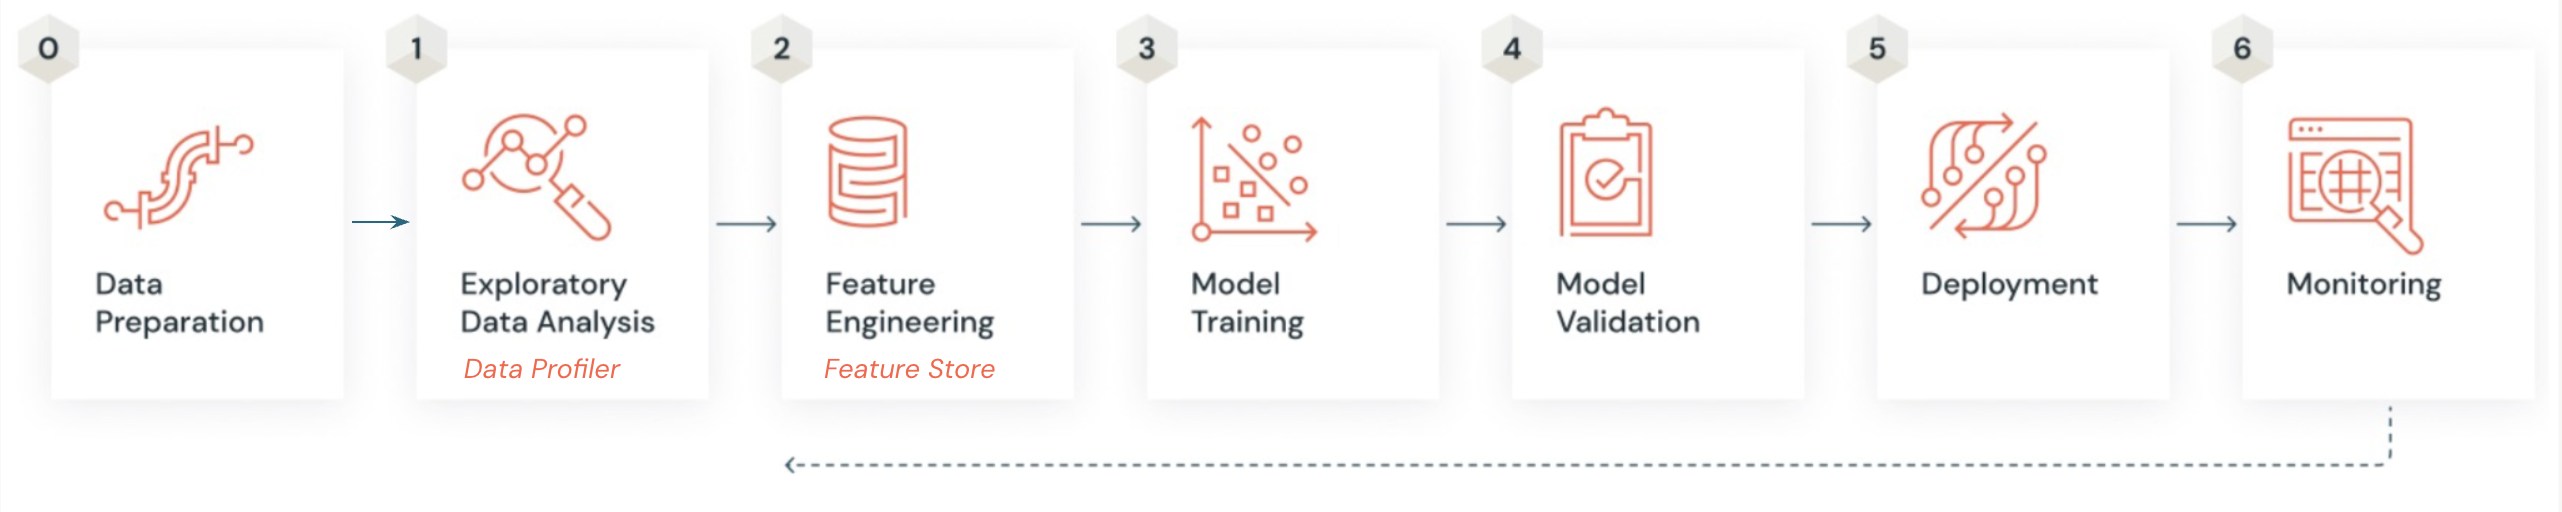 0
Data
Preparation
1
Exploratory
Data Analysis
Data Profiler
2
Feature
Engineering
Feature Store
3
Model
Training
4
Model
Validation
5
Deployment
6
Monitoring